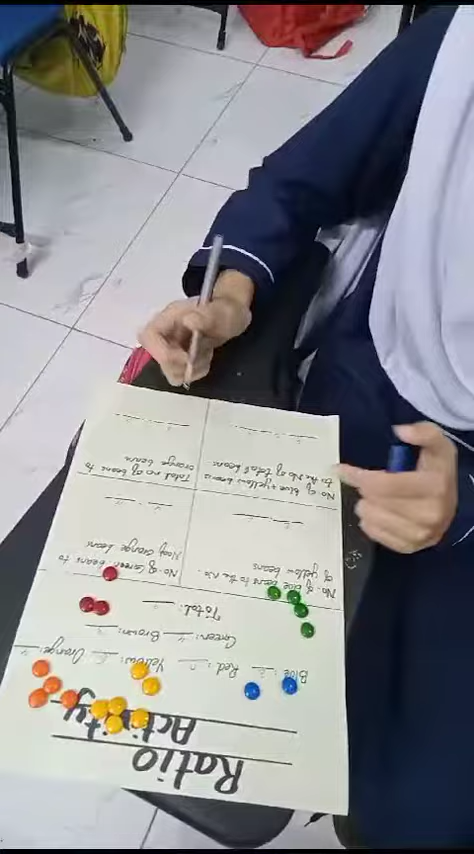 Ratio
Activity
Blue: Red: Yellow: Orange:
Green: Brown:
Total:
No. of blue beans to the no.
of yellow beans
No. of Green beans to
No. of orange beans
No of blue + yellow beans
to the No of total beans
Total no of beans to
orange beans